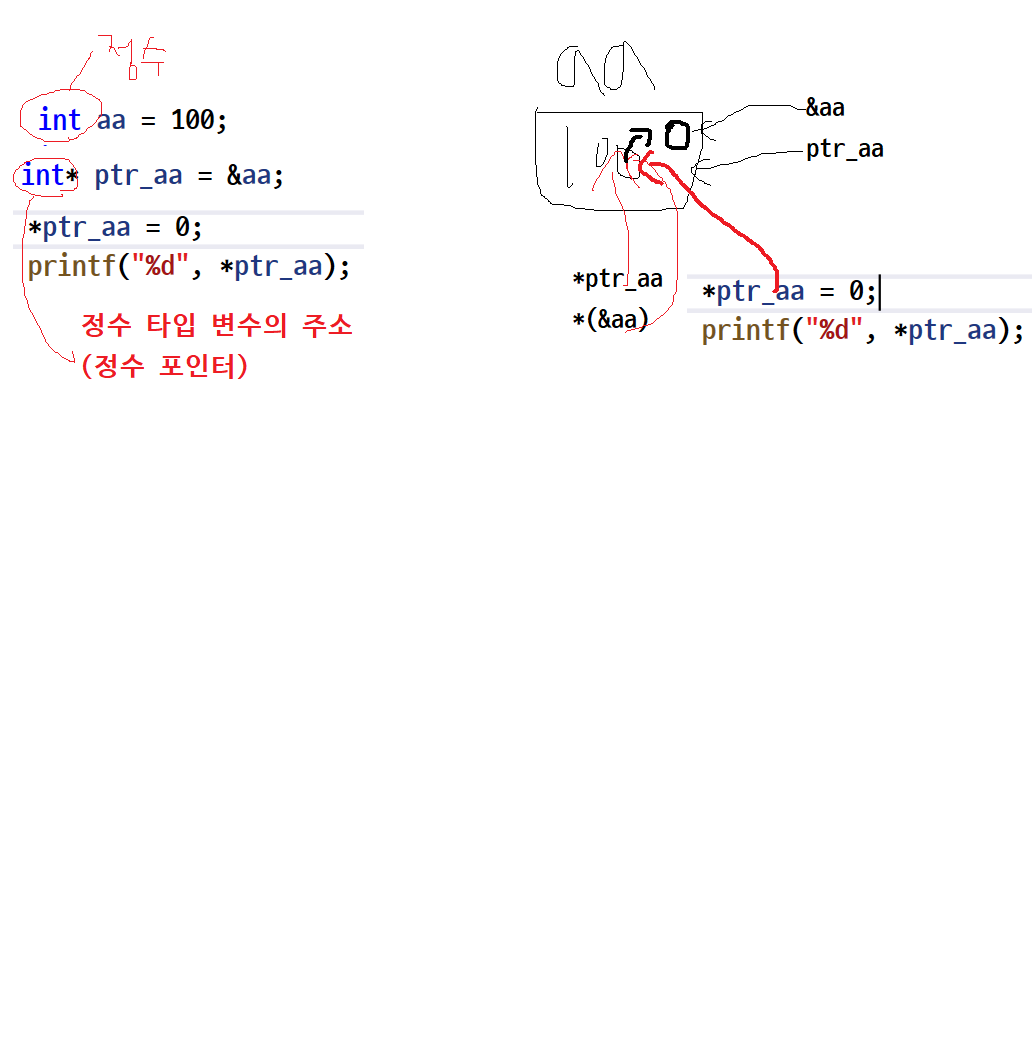 정수
int aa = 100;
int* ptr_aa = &aa;
*ptr_aa = 0;
printf("%d", *ptr_aa);
정수 타입 변수의 주소
(정수 포인터)
aa
&aa
100
0
ptr_aa
*ptr_aa
*(&aa)
*ptr_aa = 0;
printf("%d", *ptr_aa);